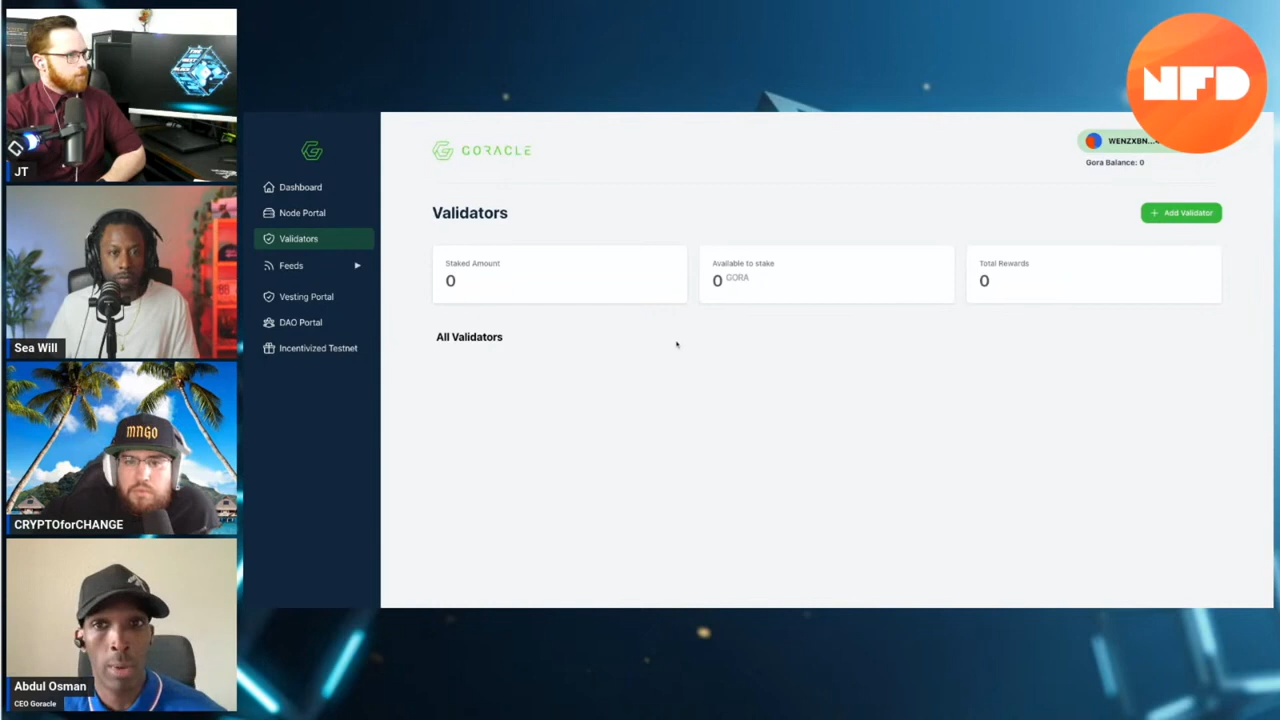 JT
Sea Will
MNGO
CRYPTOforCHANGE
Abdul Osman
CEO Goracle
Dashboard
Node Portal
Validators
Feeds
Vesting Portal
DAO Portal
Incentivized Testnet
GORACLE
WENZXBN...
Gora Balance: 0
NFD
Validators
+ Add Validator
Staked Amount
0
Available to stake
0 GORA
Total Rewards
0
All Validators